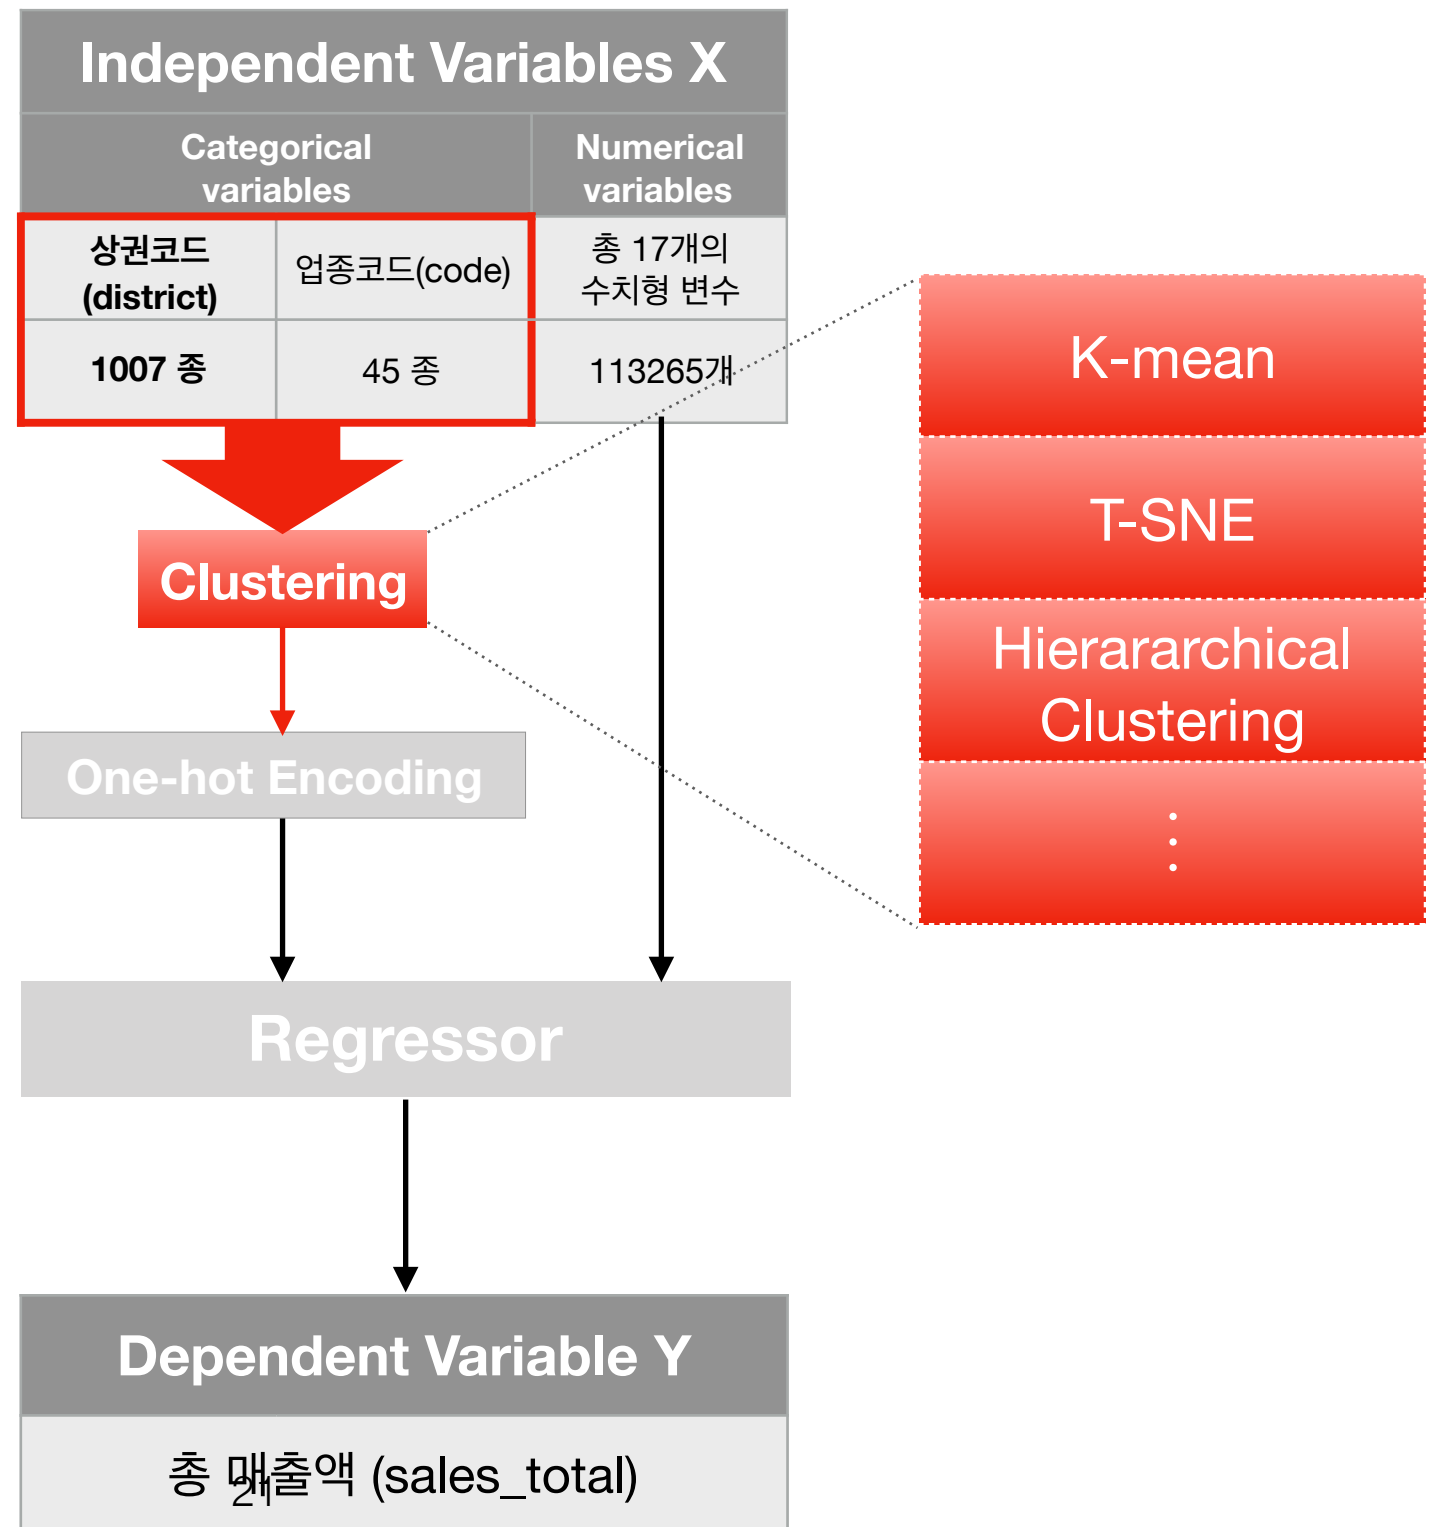 Independent Variables X
Categorical
variables
Numerical
variables
상권코드
(district)
업종코드(code)
총 17개의
수치형 변수
1007 종
45 종
113265개
K-mean
T-SNE
Hierararchical
Clustering
Clustering
One-hot Encoding
Regressor
Dependent Variable Y
총 매출액 (sales_total)
21